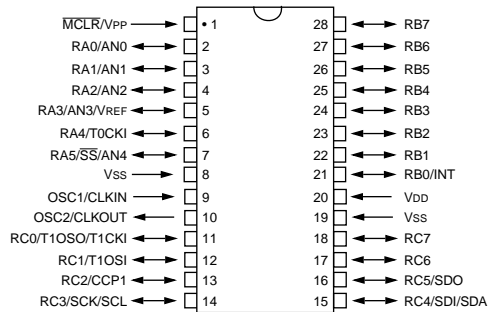 MCLR/VPP • 1 28 RB7
RA0/AN0 2 27 RB6
RA1/AN1 3 26 RB5
RA2/AN2 4 25 RB4
RA3/AN3/VREF 5 24 RB3
RA4/T0CKI 6 23 RB2
RA5/SS/AN4 7 22 RB1
VSS 8 21 RB0/INT
OSC1/CLKIN 9 20 VDD
OSC2/CLKOUT 10 19 VSS
RC0/T1OSO/T1CKI 11 18 RC7
RC1/T1OSI 12 17 RC6
RC2/CCP1 13 16 RC5/SDO
RC3/SCK/SCL 14 15 RC4/SDI/SDA